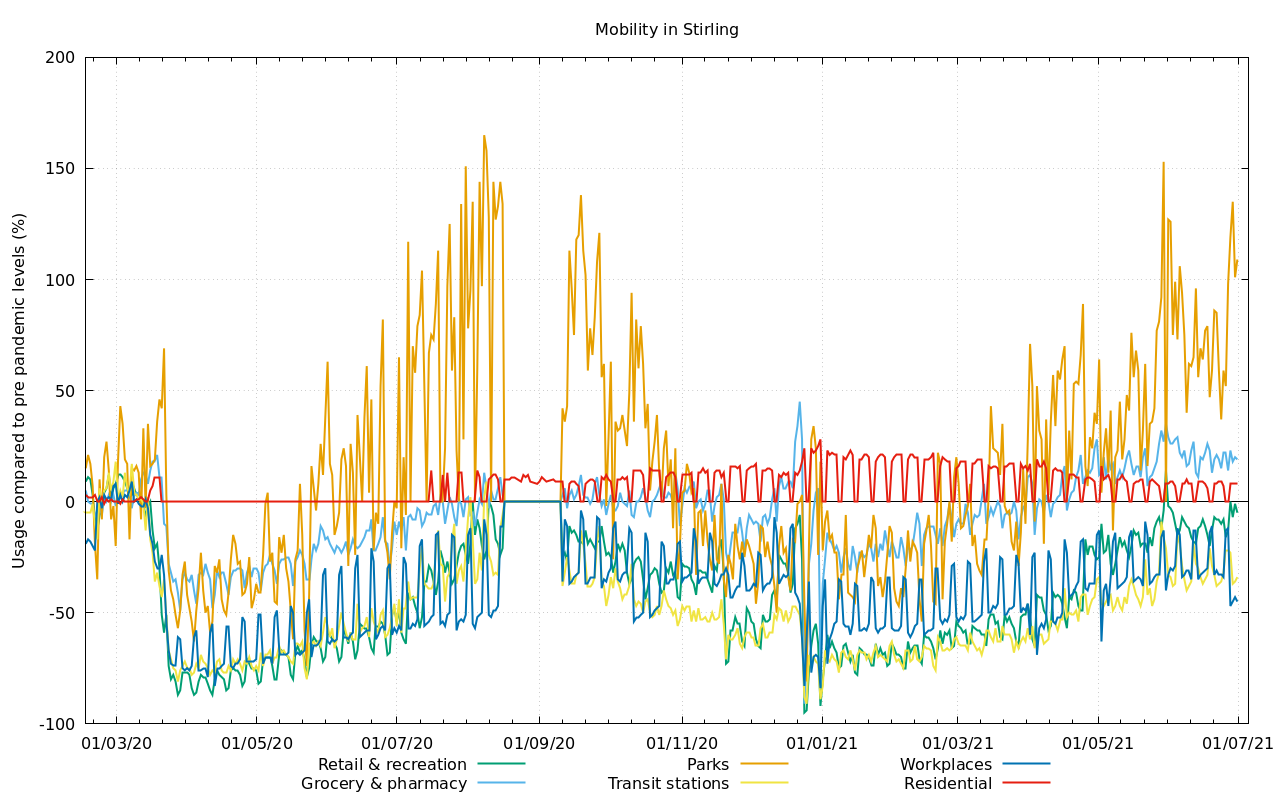 Mobility in Stirling
Usage compared to pre pandemic levels (%)
200
150
100
50
0
-50
-100
01/03/20 01/05/20 01/07/20 01/09/20 01/11/20 01/01/21 01/03/21 01/05/21 01/07/21
Retail & recreation Parks Workplaces
Grocery & pharmacy Transit stations Residential